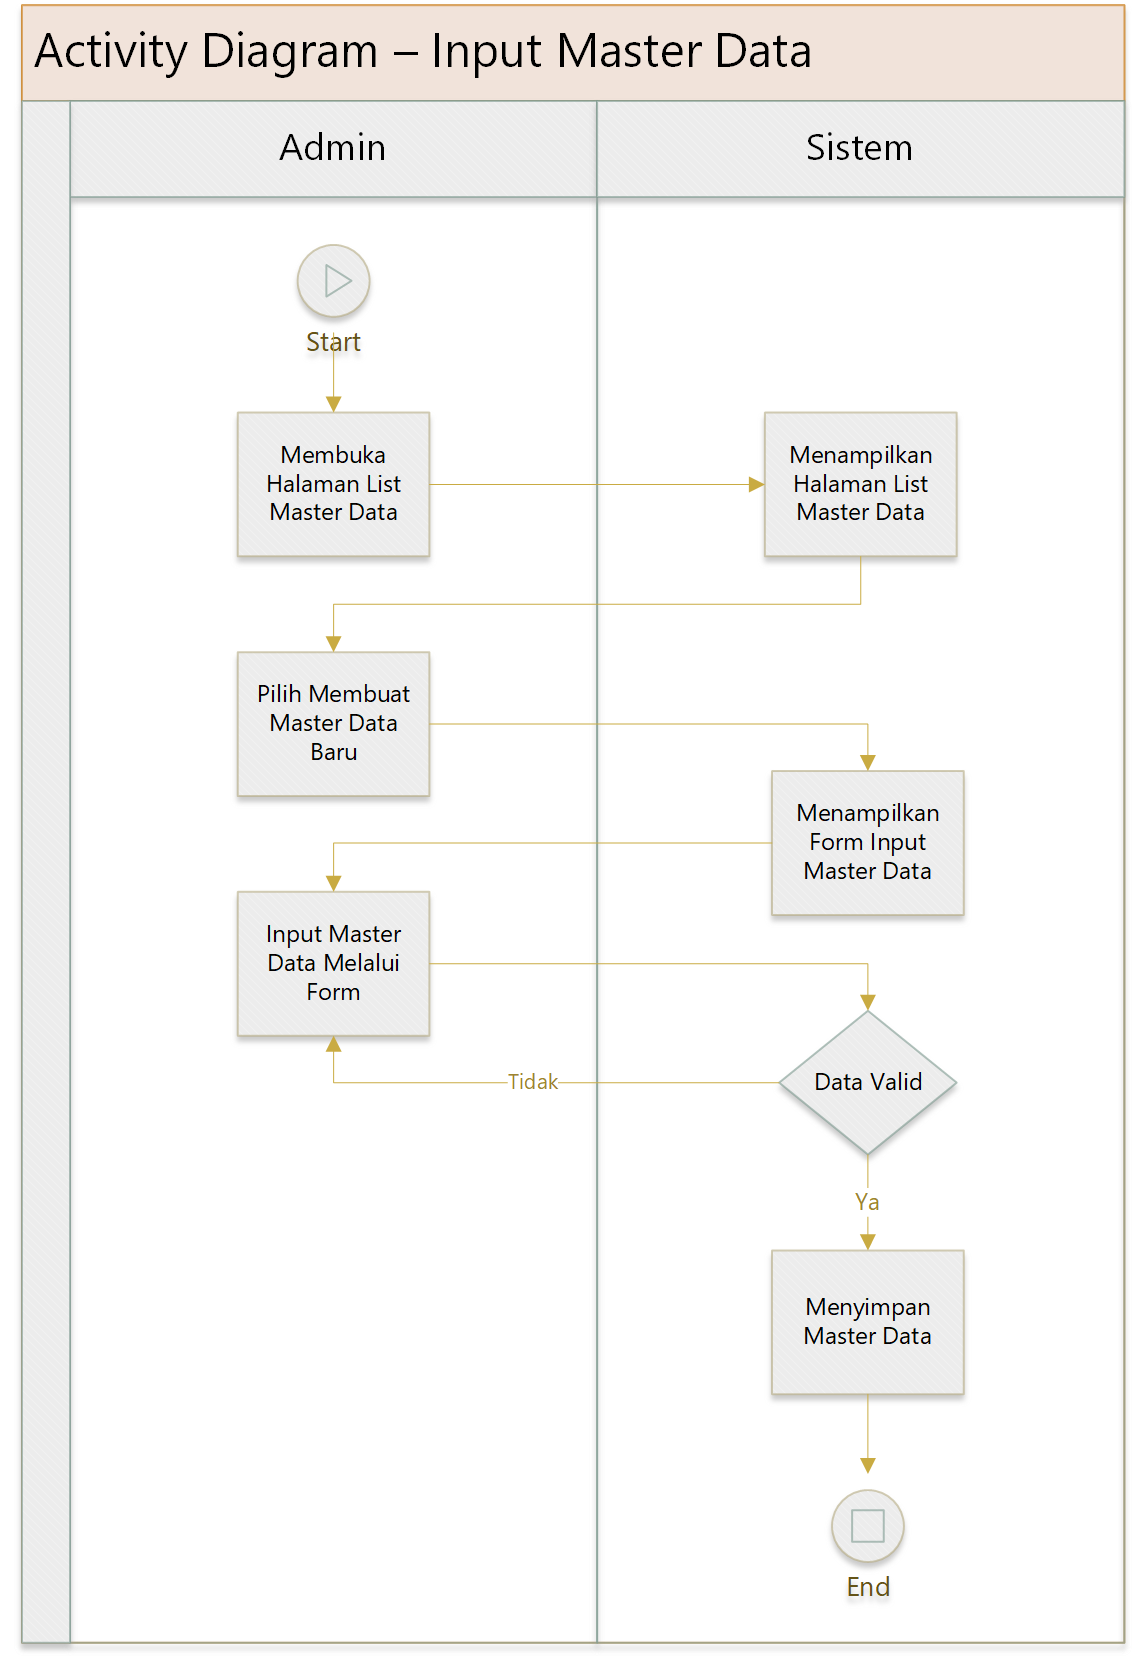 Activity Diagram – Input Master Data
Admin
Sistem
Start
Membuka
Halaman List
Master Data
Menampilkan
Halaman List
Master Data
Pilih Membuat
Master Data
Baru
Menampilkan
Form Input
Master Data
Input Master
Data Melalui
Form
Data Valid
Tidak
Ya
Menyimpan
Master Data
End